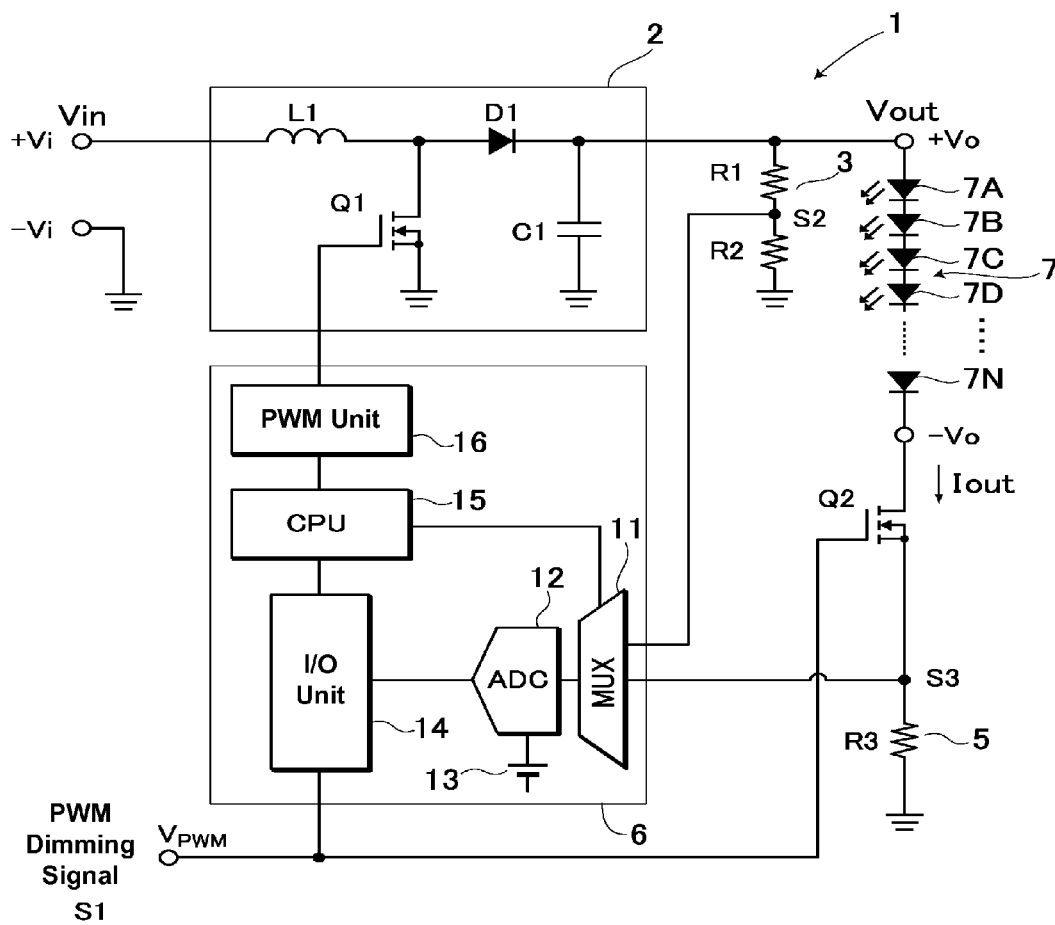 1
2
Vin
L1
D1
Vout
+Vi
+Vo
R1
3
7A
Q1
S2
7B
−Vi
C1
R2
7C
7
7D
7N
PWM Unit
16
−Vo
Iout
15
Q2
CPU
11
12
I/O
Unit
ADC
MUX
S3
14
R3
5
13
PWM
Dimming
Signal
S1
VPWM
6